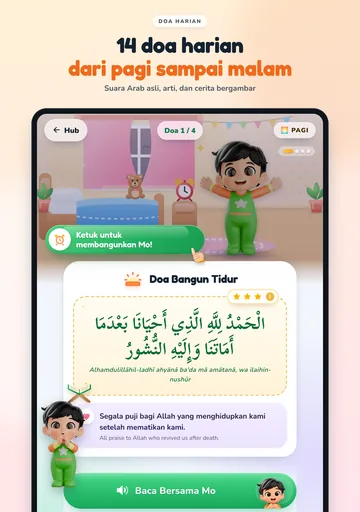 DOA HARIAN
14 doa harian
dari pagi sampai malam
Suara Arab asli, arti, dan cerita bergambar
← Hub
Doa 1 / 4
PAGI
Ketuk untuk
membangunkan Mo!
Doa Bangun Tidur
الْحَمْدُ لِلَّهِ الَّذِي أَحْيَانَا بَعْدَمَا
أَمَاتَنَا وَإِلَيْهِ النُّشُورُ
Alhamdulillāhil-ladhī ahyānā ba'da mā amātanā, wa ilaihin-
nushūr
Segala puji bagi Allah yang menghidupkan kami
setelah mematikan kami.
All praise to Allah who revived us after death.
Baca Bersama Mo